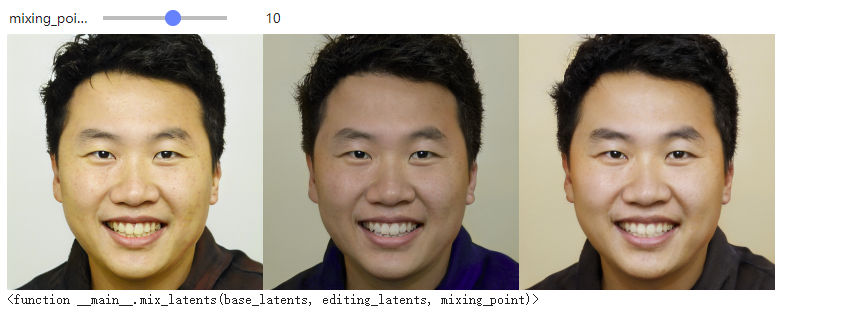 mixing_poi... 10
<function __main__.mix_latents(base_latents, editing_latents, mixing_point)>